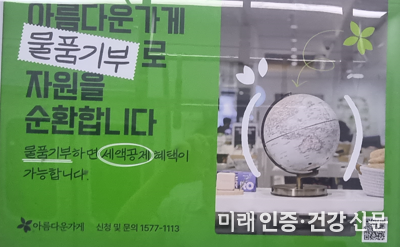 아름다운가게
물품기부로
자원을
순환합니다
물품기부하면 세액공제 혜택이
가능합니다.
아름다운가게 신청 및 문의 1577-1113
미래 인증·건강 신문